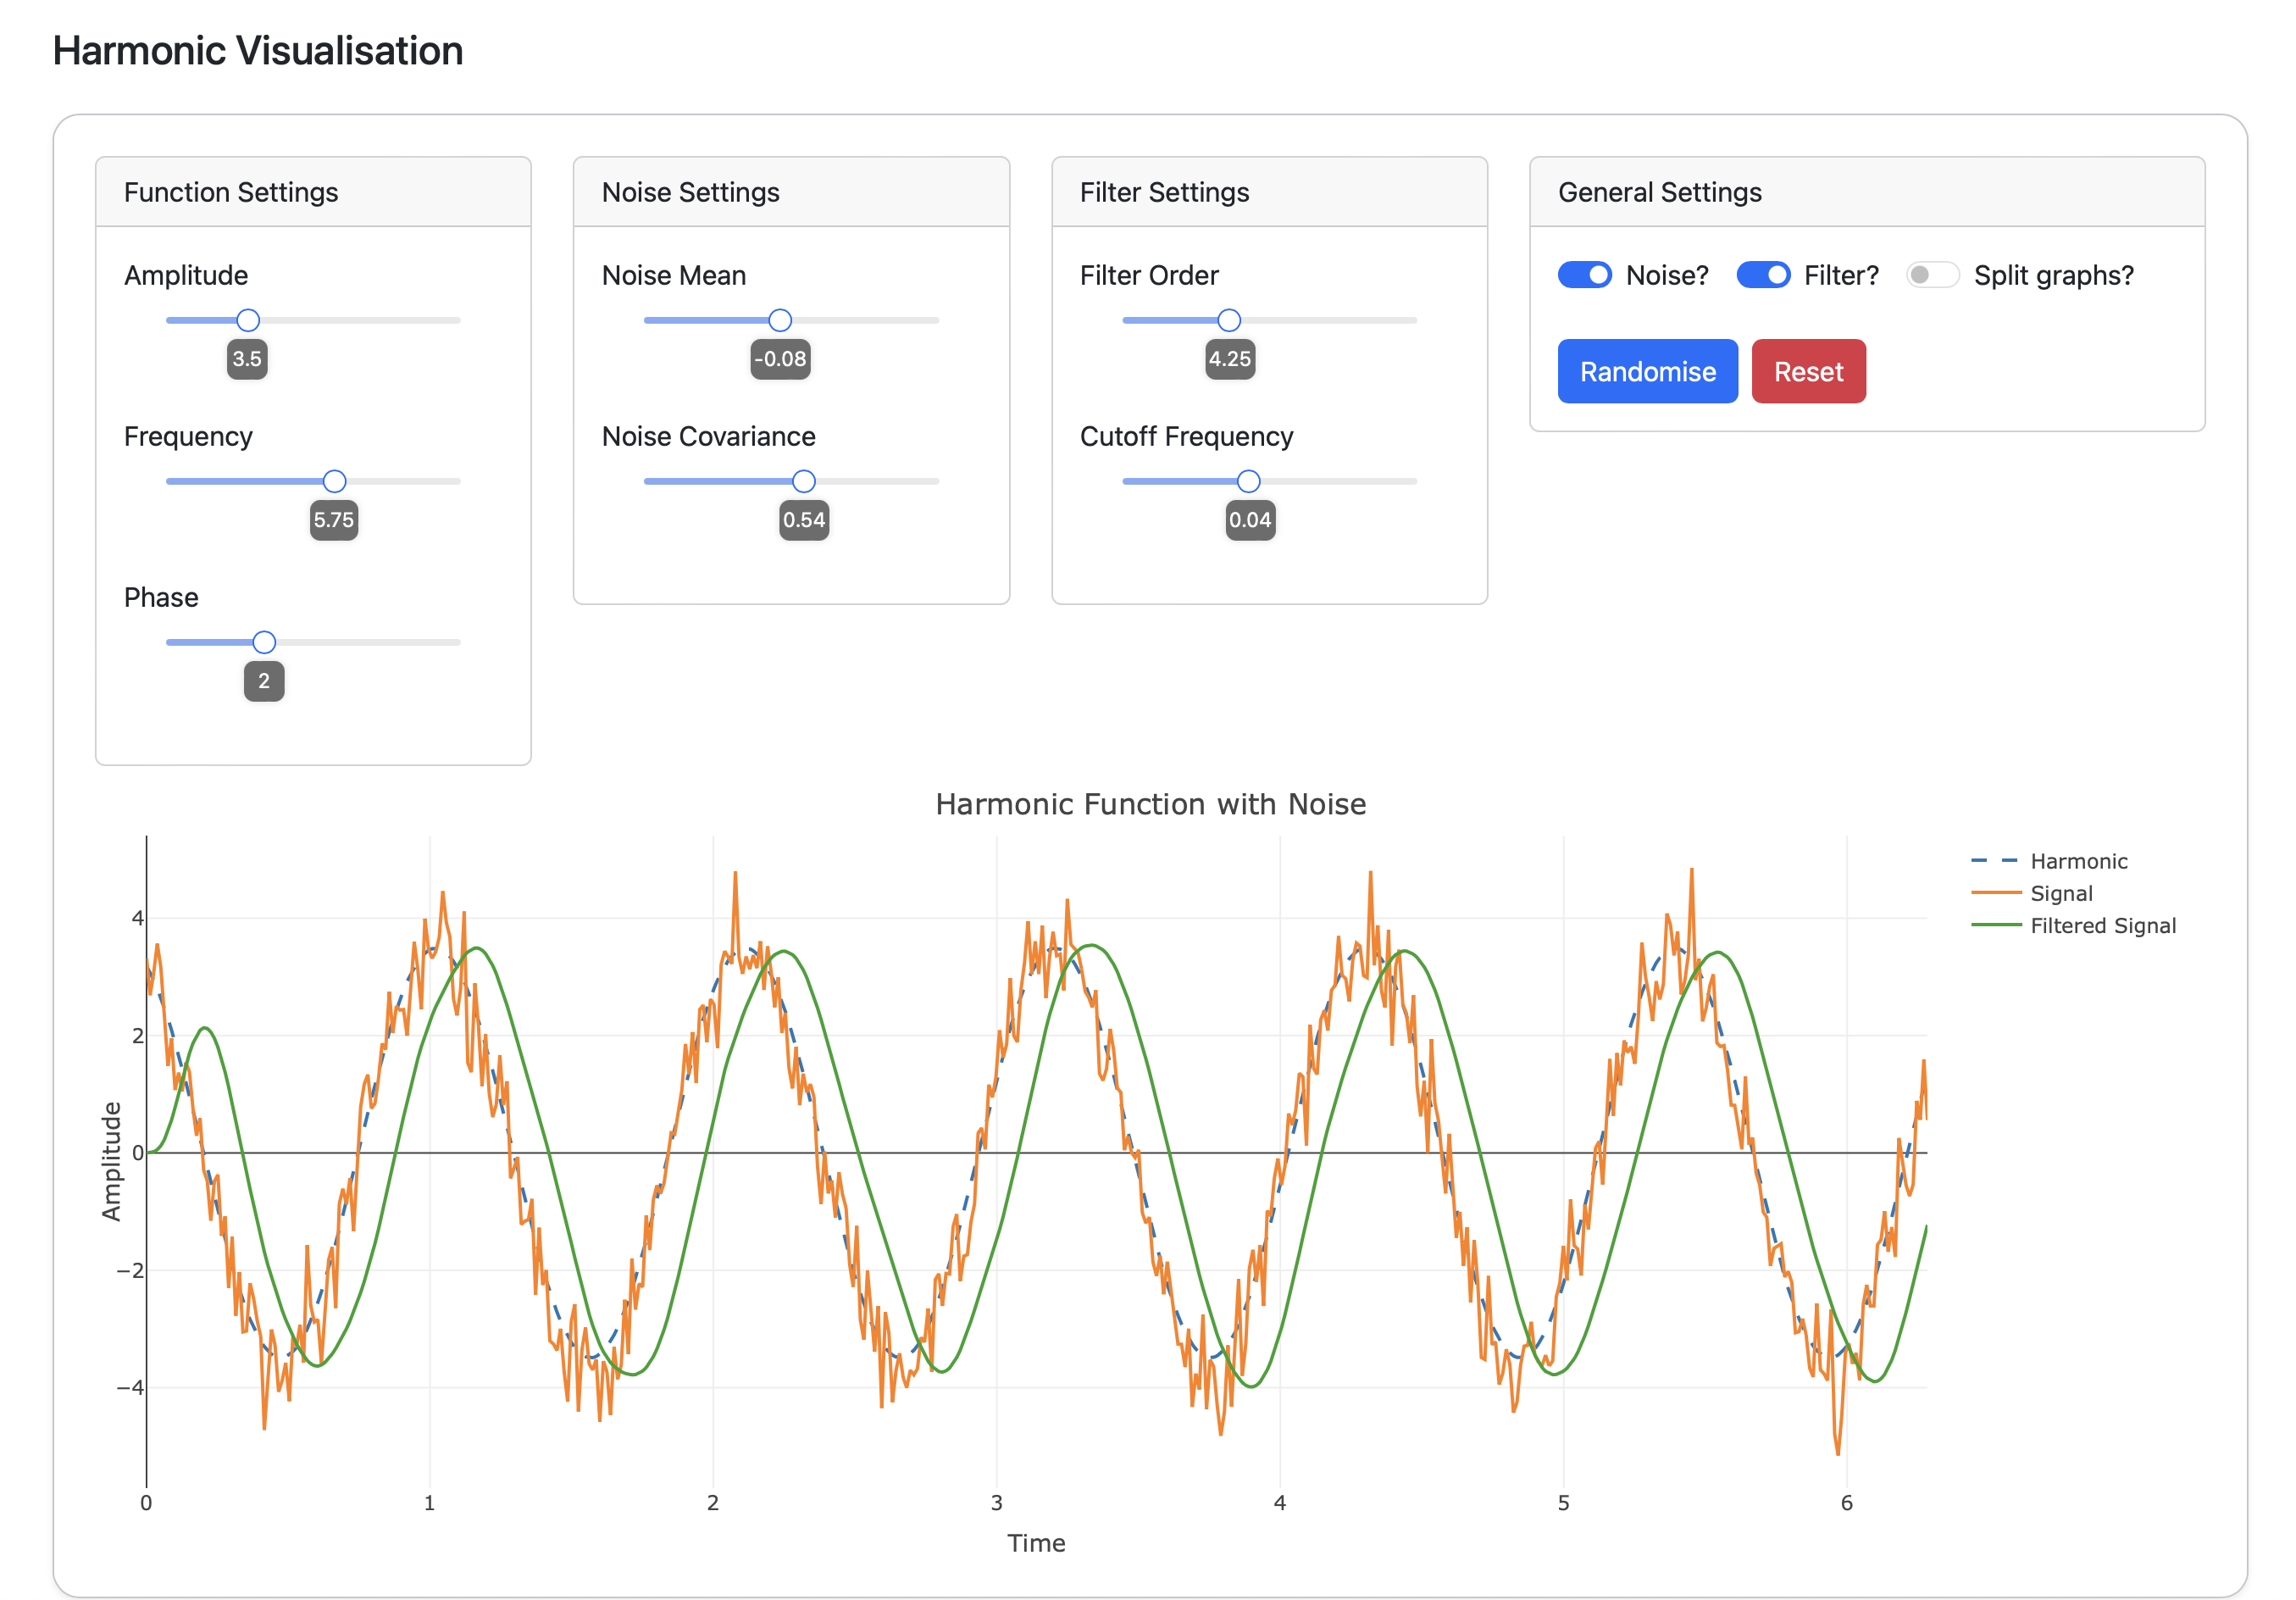 Harmonic Visualisation
Function Settings
Amplitude
3.5
Frequency
5.75
Phase
2
Noise Settings
Noise Mean
-0.08
Noise Covariance
0.54
Filter Settings
Filter Order
4.25
Cutoff Frequency
0.04
General Settings
Noise? Filter? Split graphs?
Randomise Reset
Harmonic Function with Noise
Harmonic
Signal
Filtered Signal
Amplitude
4
2
0
−2
−4
0 1 2 3 4 5 6
Time